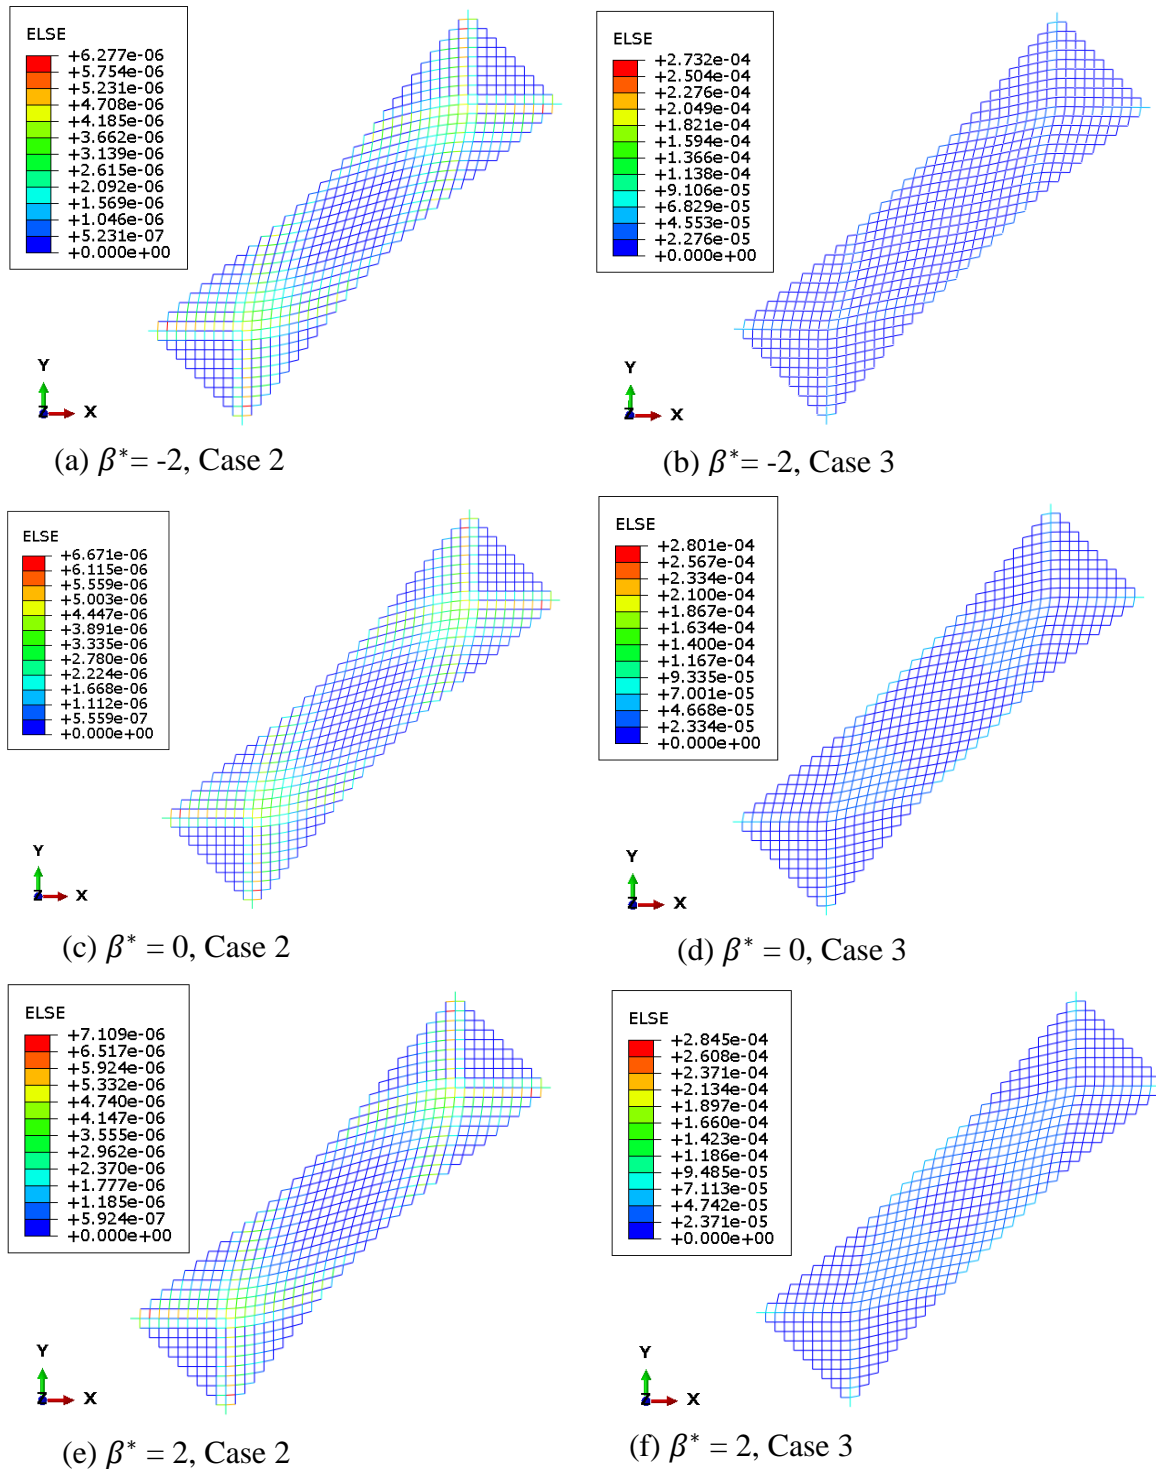 ELSE
+6.277e-06
+5.754e-06
+5.231e-06
+4.708e-06
+4.185e-06
+3.662e-06
+3.139e-06
+2.615e-06
+2.092e-06
+1.569e-06
+1.046e-06
+5.231e-07
+0.000e+00
Y
Z X
(a) β*= -2, Case 2
ELSE
+2.732e-04
+2.504e-04
+2.276e-04
+2.049e-04
+1.821e-04
+1.594e-04
+1.366e-04
+1.138e-04
+9.106e-05
+6.829e-05
+4.553e-05
+2.276e-05
+0.000e+00
Y
Z X
(b) β*= -2, Case 3
ELSE
+6.671e-06
+6.115e-06
+5.559e-06
+5.003e-06
+4.447e-06
+3.891e-06
+3.335e-06
+2.780e-06
+2.224e-06
+1.668e-06
+1.112e-06
+5.559e-07
+0.000e+00
Y
Z X
(c) β* = 0, Case 2
ELSE
+2.801e-04
+2.567e-04
+2.334e-04
+2.100e-04
+1.867e-04
+1.634e-04
+1.400e-04
+1.167e-04
+9.335e-05
+7.001e-05
+4.668e-05
+2.334e-05
+0.000e+00
Y
Z X
(d) β* = 0, Case 3
ELSE
+7.109e-06
+6.517e-06
+5.924e-06
+5.332e-06
+4.740e-06
+4.147e-06
+3.555e-06
+2.962e-06
+2.370e-06
+1.777e-06
+1.185e-06
+5.924e-07
+0.000e+00
Y
Z X
(e) β* = 2, Case 2
ELSE
+2.845e-04
+2.608e-04
+2.371e-04
+2.134e-04
+1.897e-04
+1.660e-04
+1.423e-04
+1.186e-04
+9.485e-05
+7.113e-05
+4.742e-05
+2.371e-05
+0.000e+00
Y
Z X
(f) β* = 2, Case 3